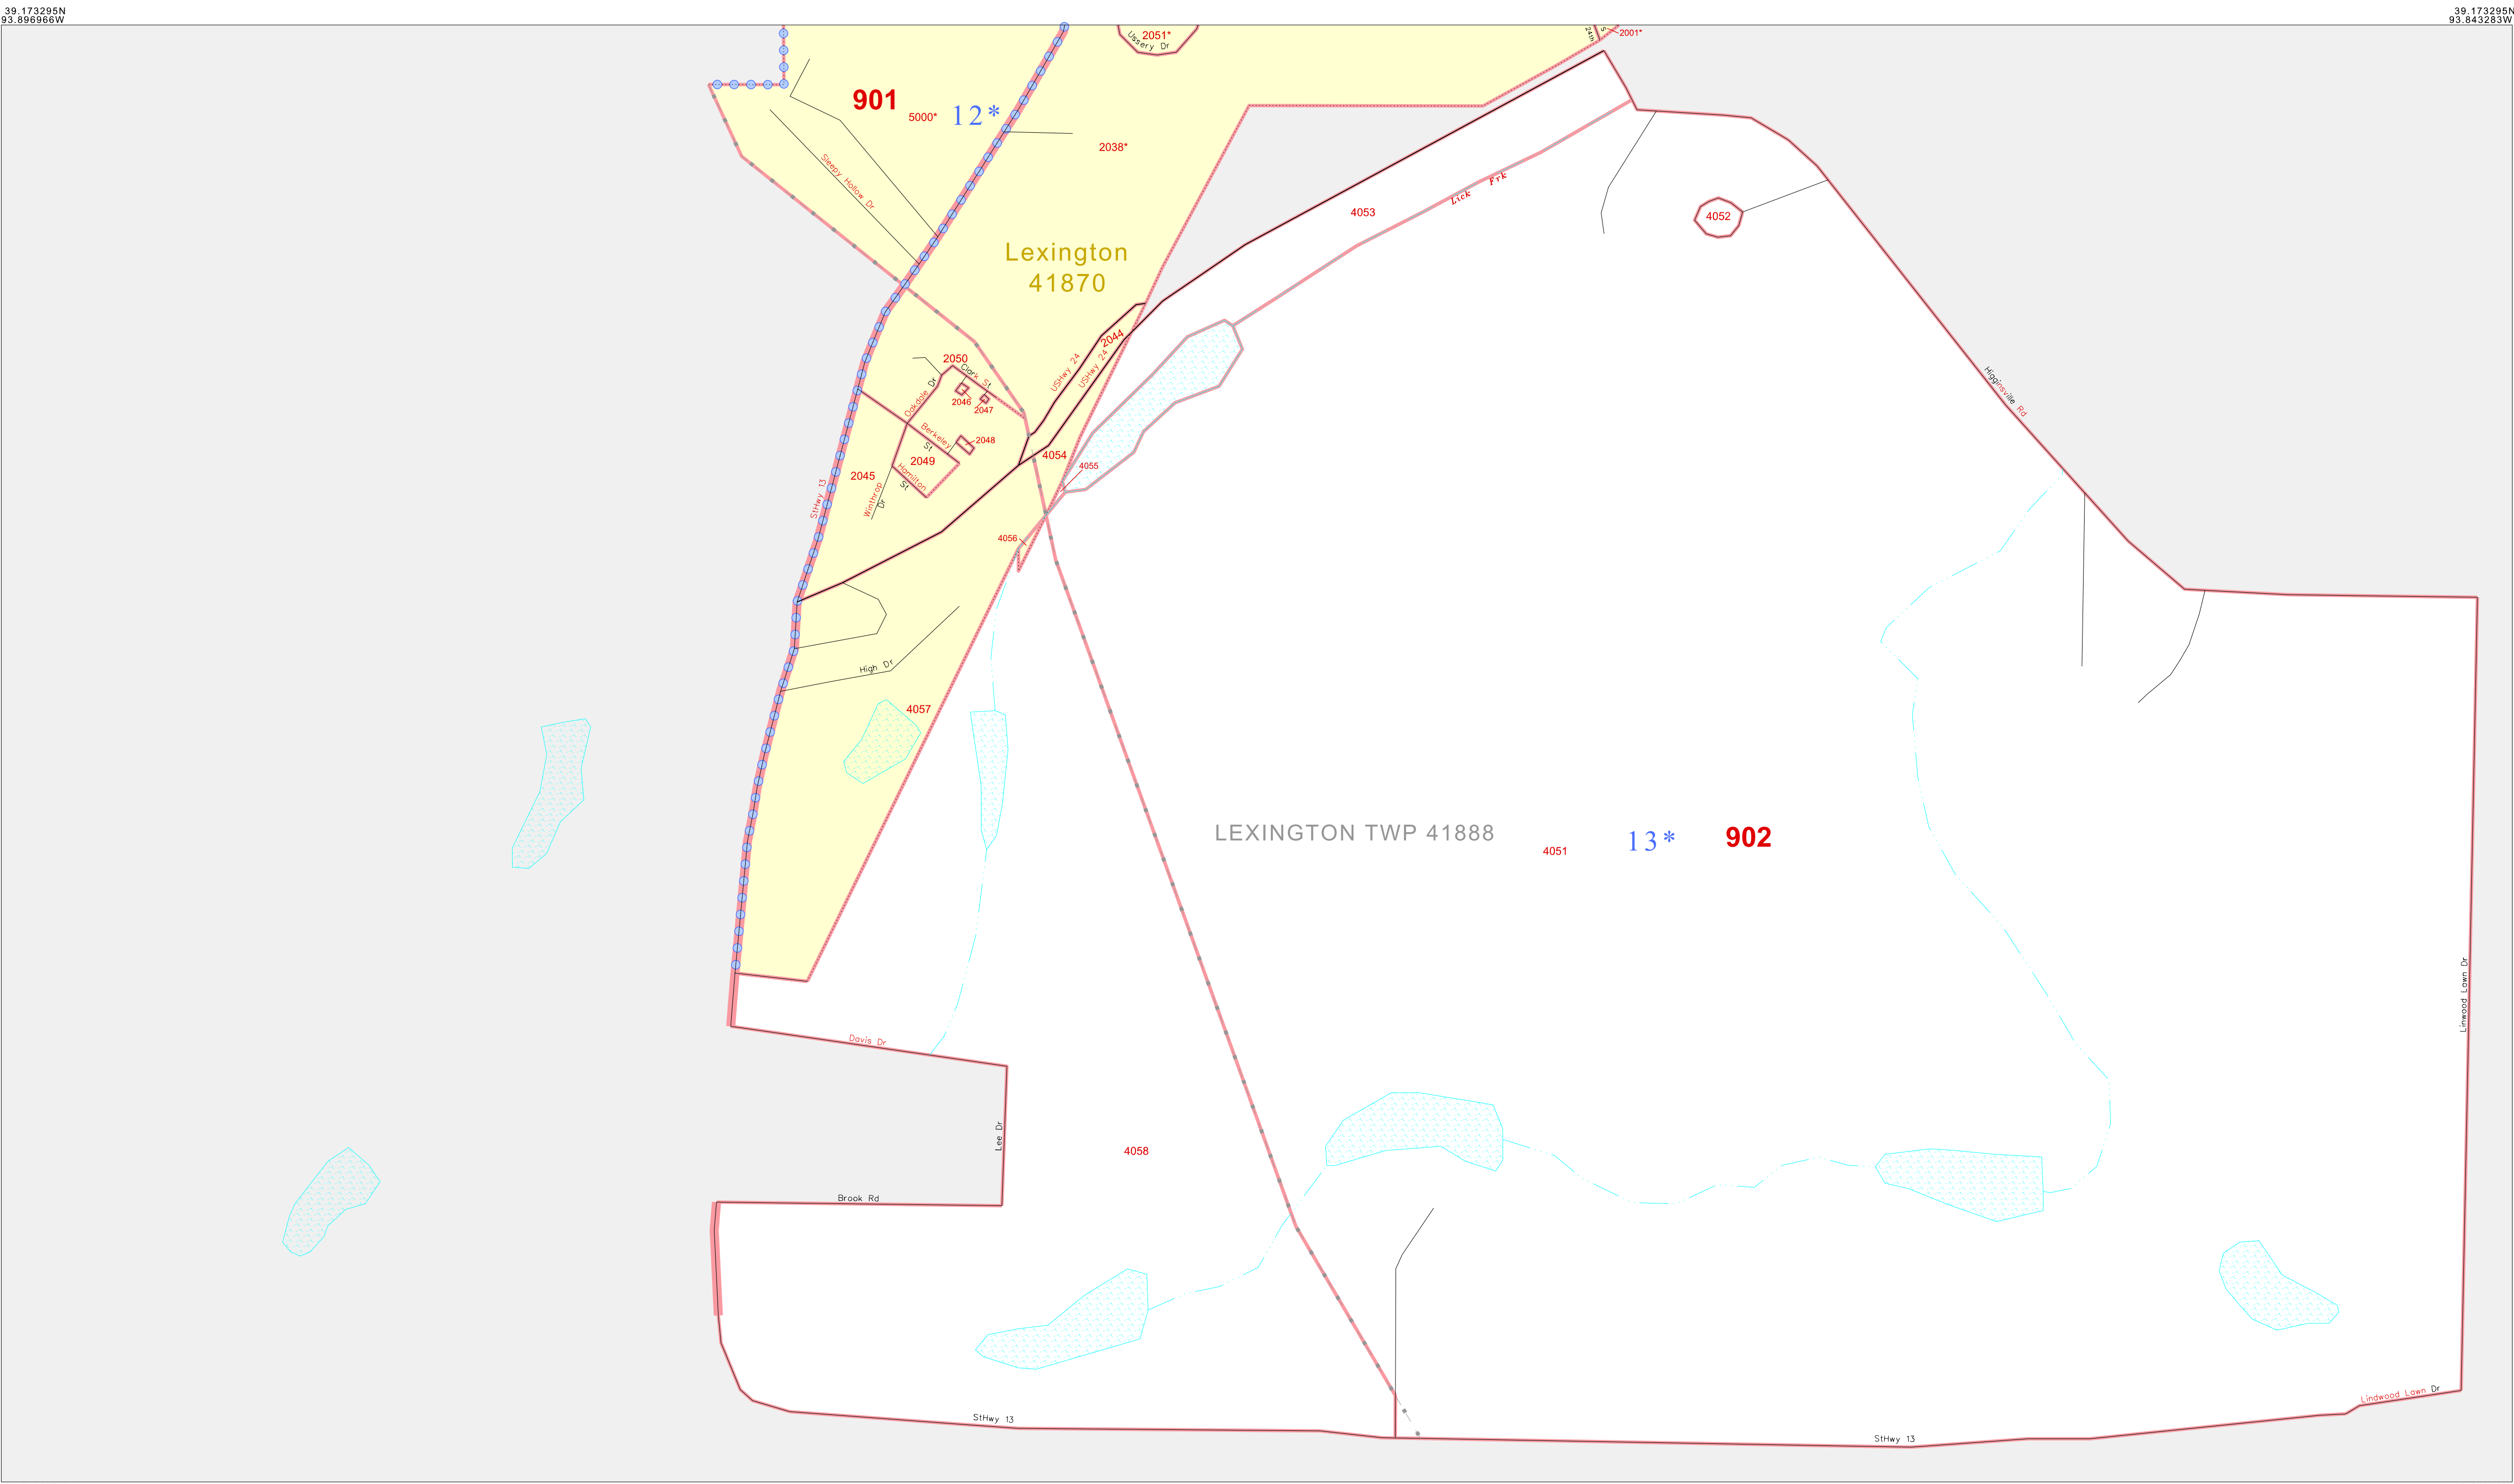 39.173295N
93.896966W
39.173295N
93.843283W
2051*
Ussery Dr
24th
S
2001*
901
5000*
12*
2038*
Sleepy Hollow Dr
4053
Lick Frk
4052
Lexington
41870
USHwy 24
2044
USHwy 24
2050
Clark St
Oakdale Dr
2046
2047
Berkeley St
2048
2049
Hamilton St
2045
Winthrop Dr
StHwy 13
4054
4055
4056
Higginsville Rd
High Dr
4057
LEXINGTON TWP 41888
4051
13*
902
Linwood Lawn Dr
Davis Dr
Lee Dr
4058
Brook Rd
Lindwood Lawn Dr
StHwy 13
StHwy 13